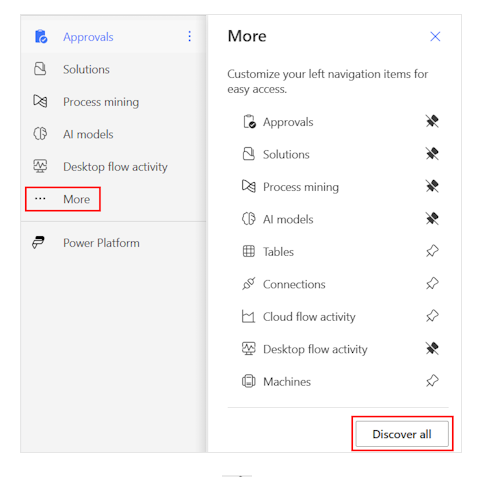 Approvals
Solutions
Process mining
AI models
Desktop flow activity
More
Power Platform
More
Customize your left navigation items for
easy access.
Approvals
Solutions
Process mining
AI models
Tables
Connections
Cloud flow activity
Desktop flow activity
Machines
Discover all